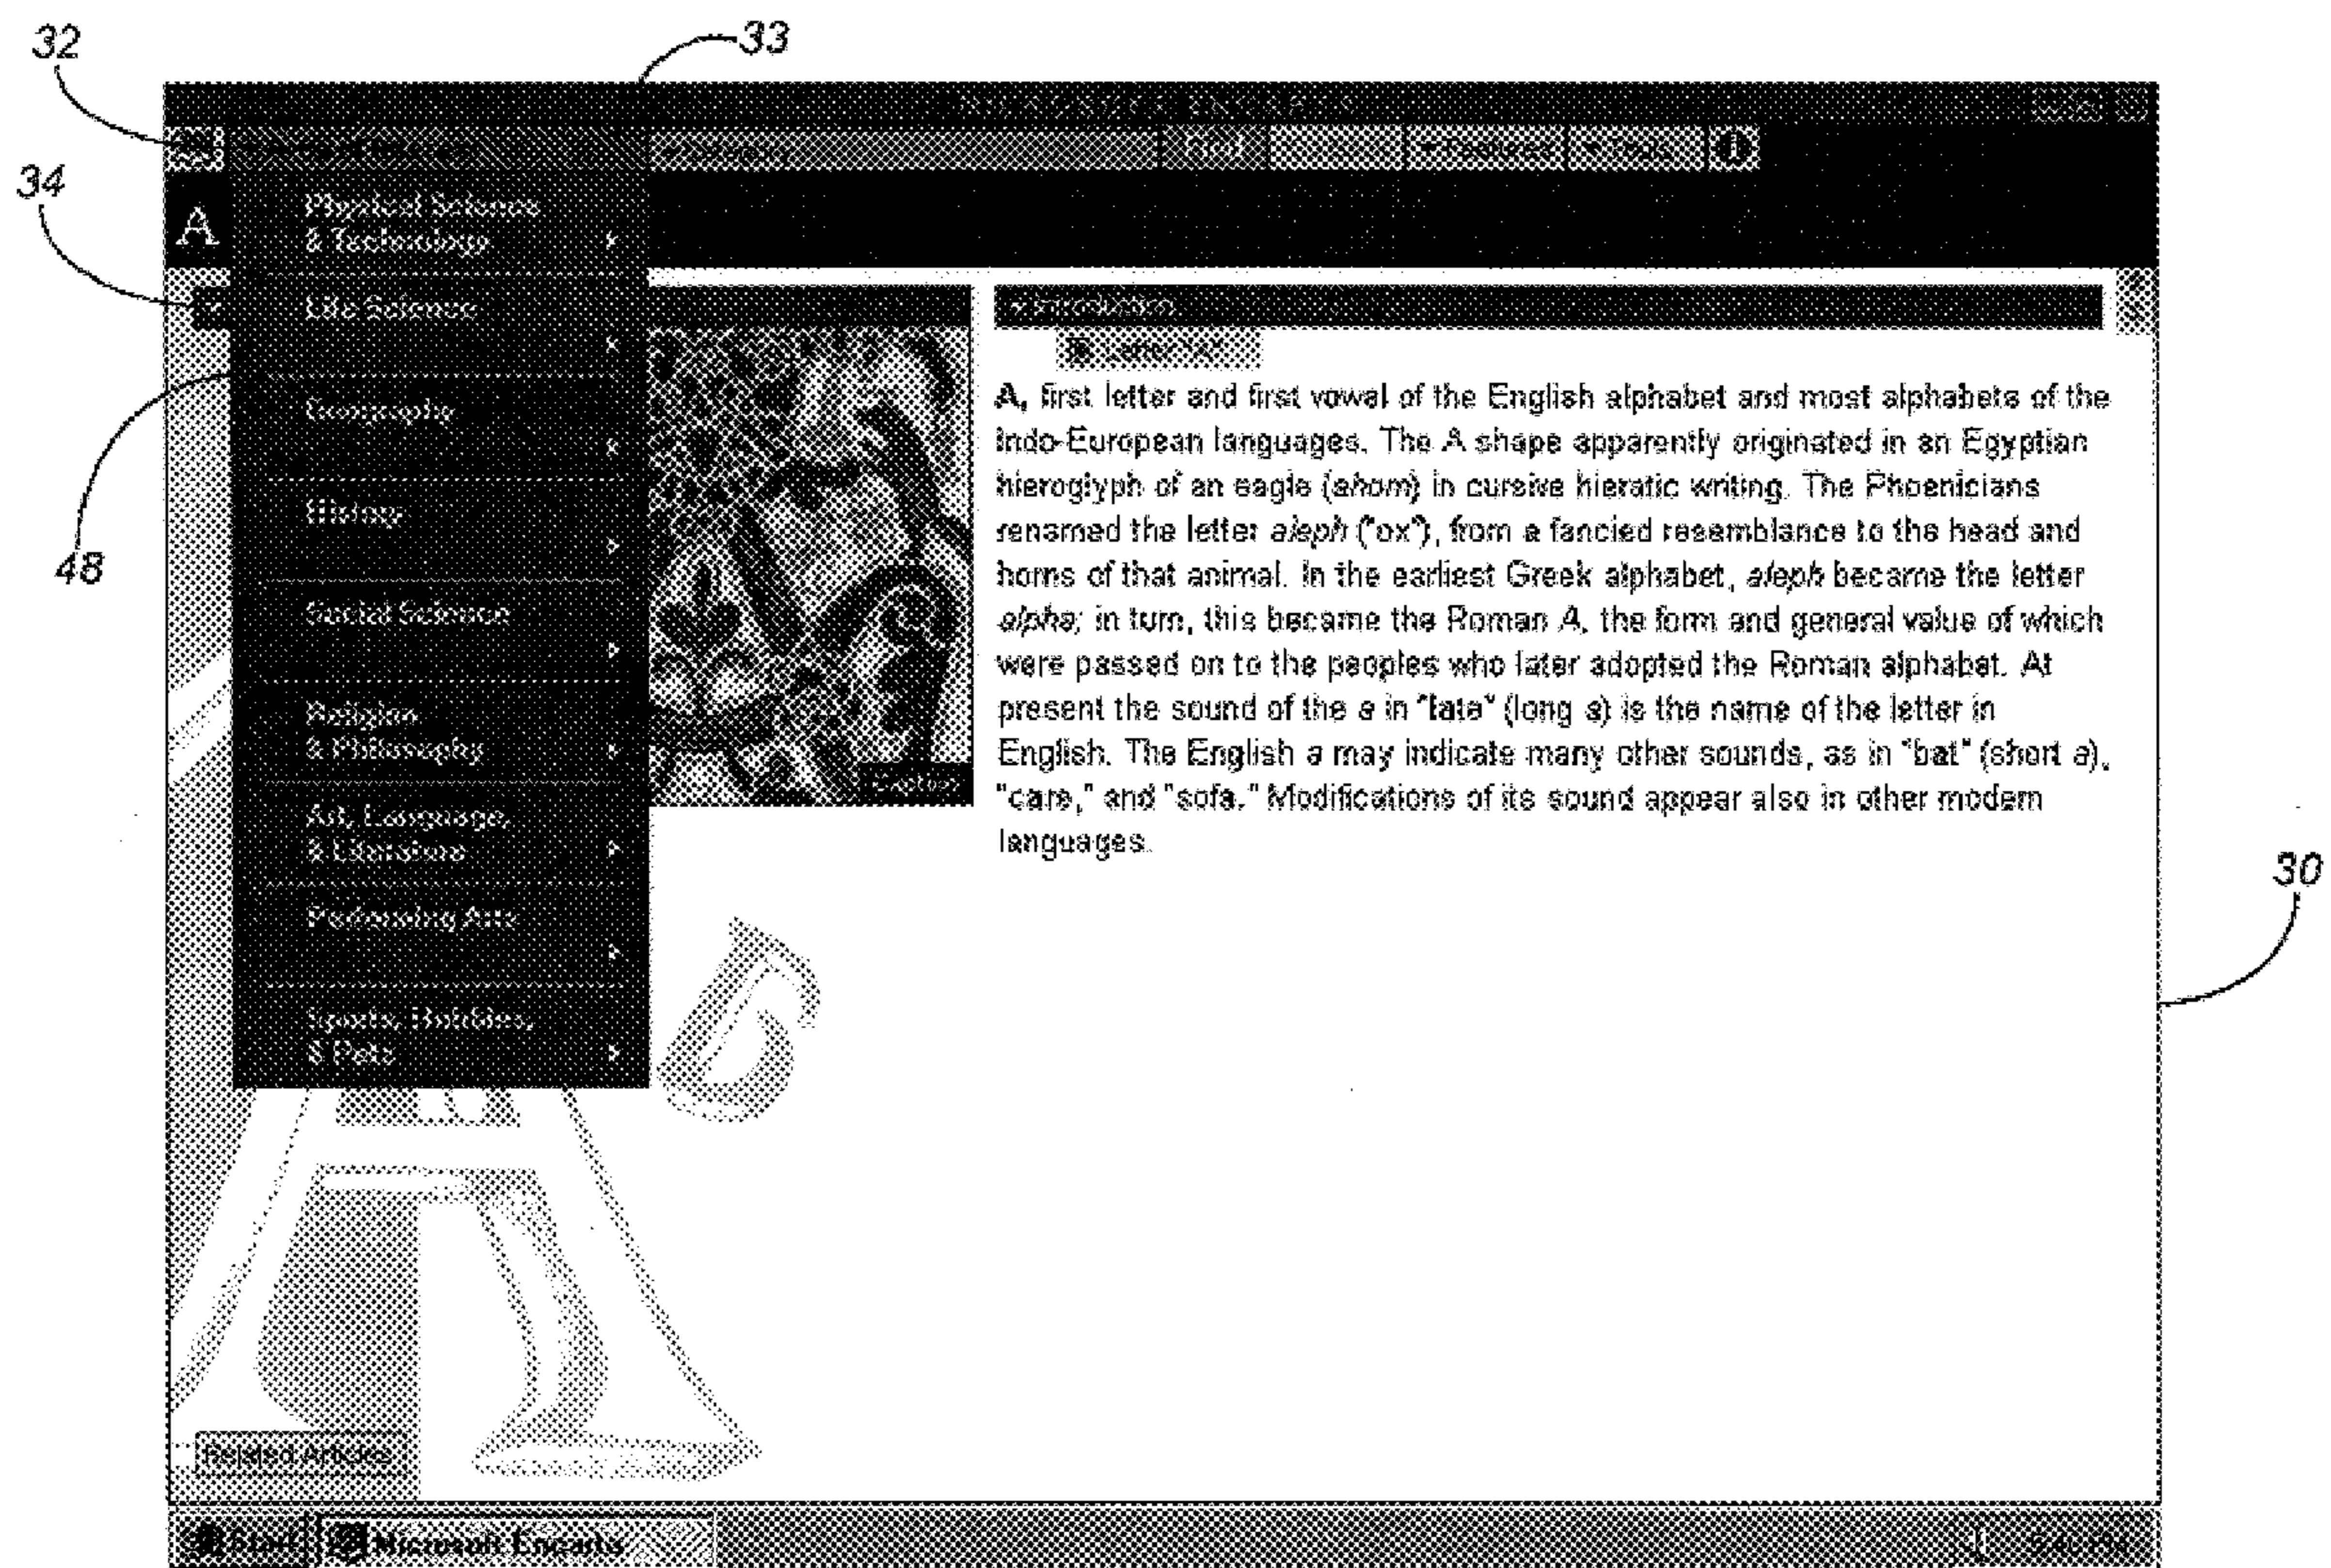 32
33
34
MICROSOFT ENCARTA
Find
Features
Tools
A
Physical Science
& Technology
Life Science
Geography
History
Social Science
Religion
& Philosophy
Art, Language,
& Literature
Performing Arts
Sports, Hobbies,
& Pets
48
Introduction
Letter "A"
A, first letter and first vowel of the English alphabet and most alphabets of the
Indo-European languages. The A shape apparently originated in an Egyptian
hieroglyph of an eagle (ahom) in cursive hieratic writing. The Phoenicians
renamed the letter aleph ("ox"), from a fancied resemblance to the head and
horns of that animal. In the earliest Greek alphabet, aleph became the letter
alpha; in turn, this became the Roman A, the form and general value of which
were passed on to the peoples who later adopted the Roman alphabet. At
present the sound of the a in "late" (long a) is the name of the letter in
English. The English a may indicate many other sounds, as in "bat" (short a),
"care," and "sofa." Modifications of its sound appear also in other modern
languages.
30
Related Articles
Start
Microsoft Encarta